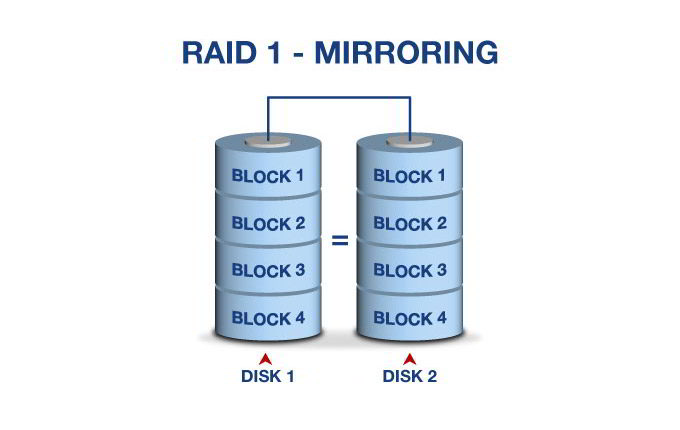 RAID 1 - MIRRORING
BLOCK 1 BLOCK 1
BLOCK 2 BLOCK 2
=
BLOCK 3 BLOCK 3
BLOCK 4 BLOCK 4
DISK 1 DISK 2